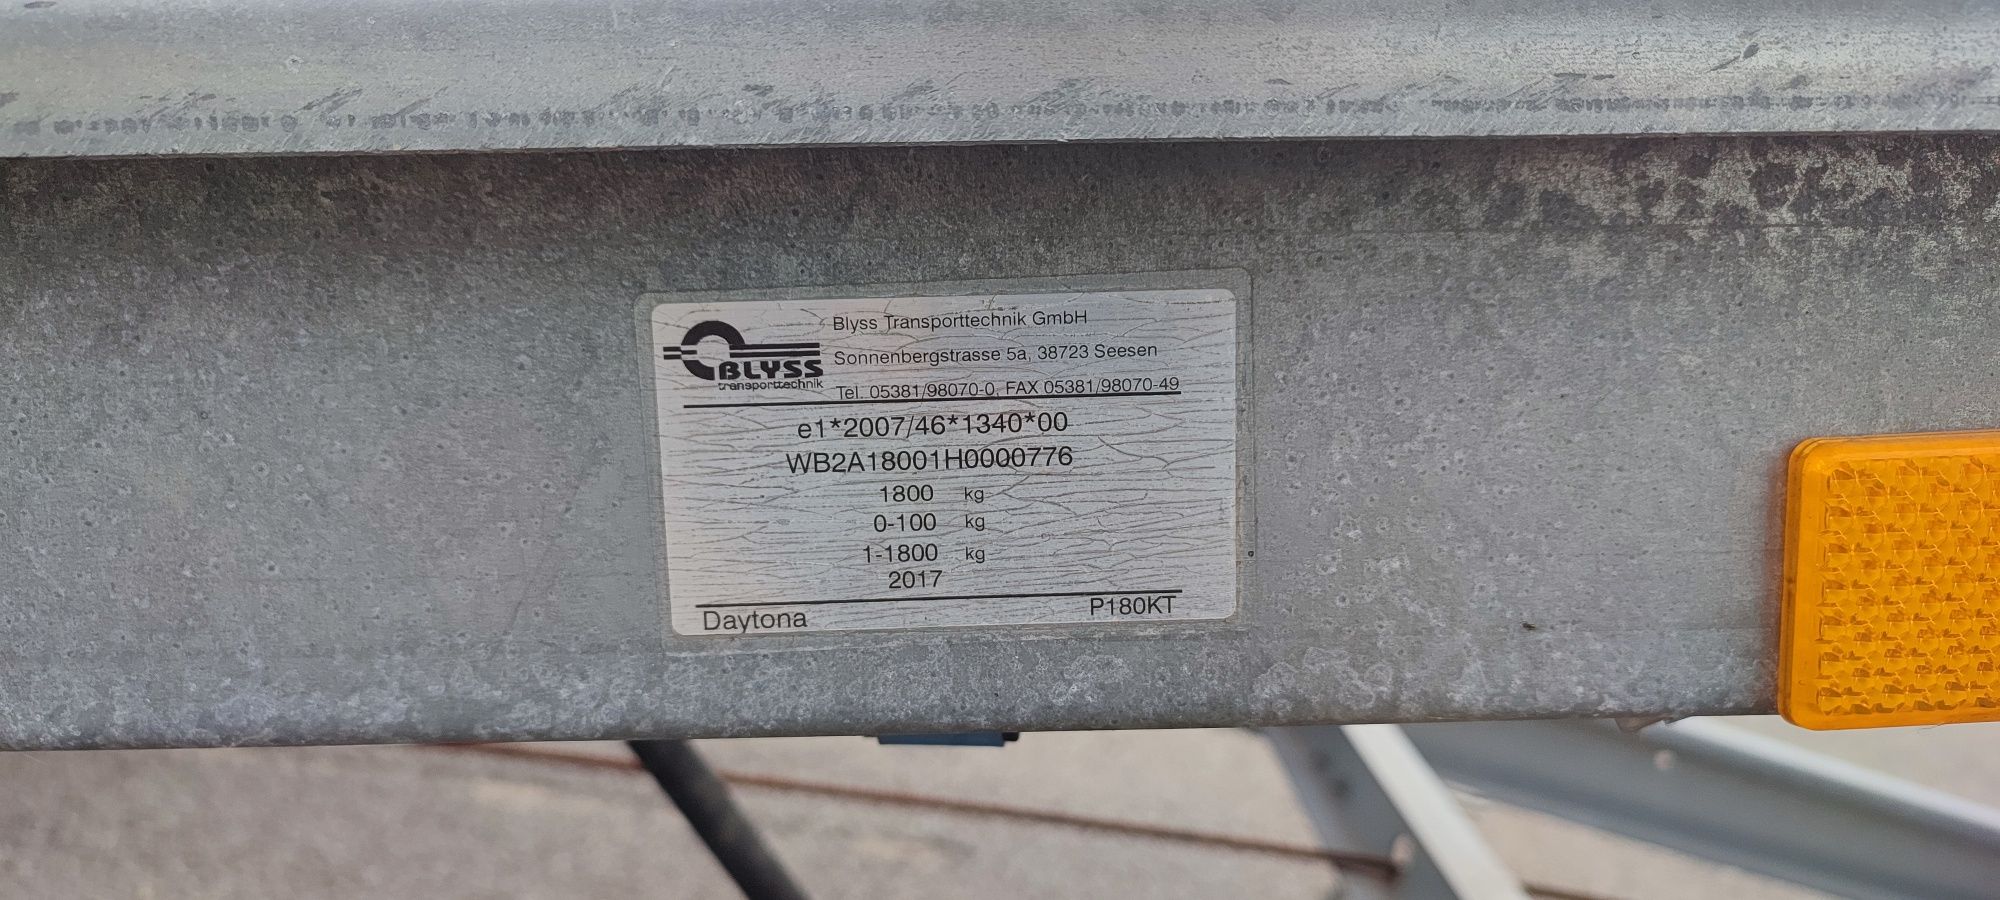 BLYSS
transporttechnik
Blyss Transporttechnik GmbH
Sonnenbergstrasse 5a, 38723 Seesen
Tel. 05381/98070-0, FAX 05381/98070-49
e1*2007/46*1340*00
WB2A18001H0000776
1800 kg
0-100 kg
1-1800 kg
2017
Daytona P180KT